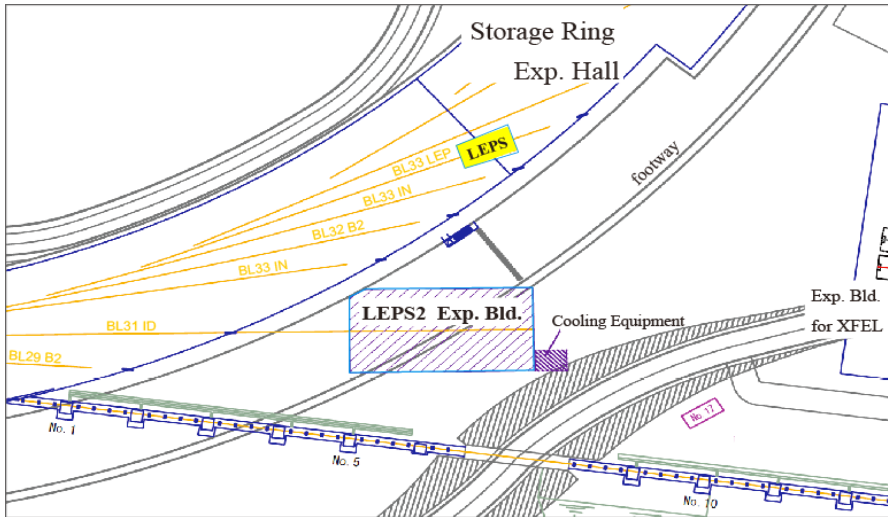 Storage Ring
Exp. Hall
LEPS
BL33 LEP
BL33 IN
BL32 B2
BL33 IN
footway
LEPS2 Exp. Bld.
BL31 ID
Cooling Equipment
Exp. Bld.
for XFEL
BL29 B2
No. 1
No. 5
No. 12
No. 10